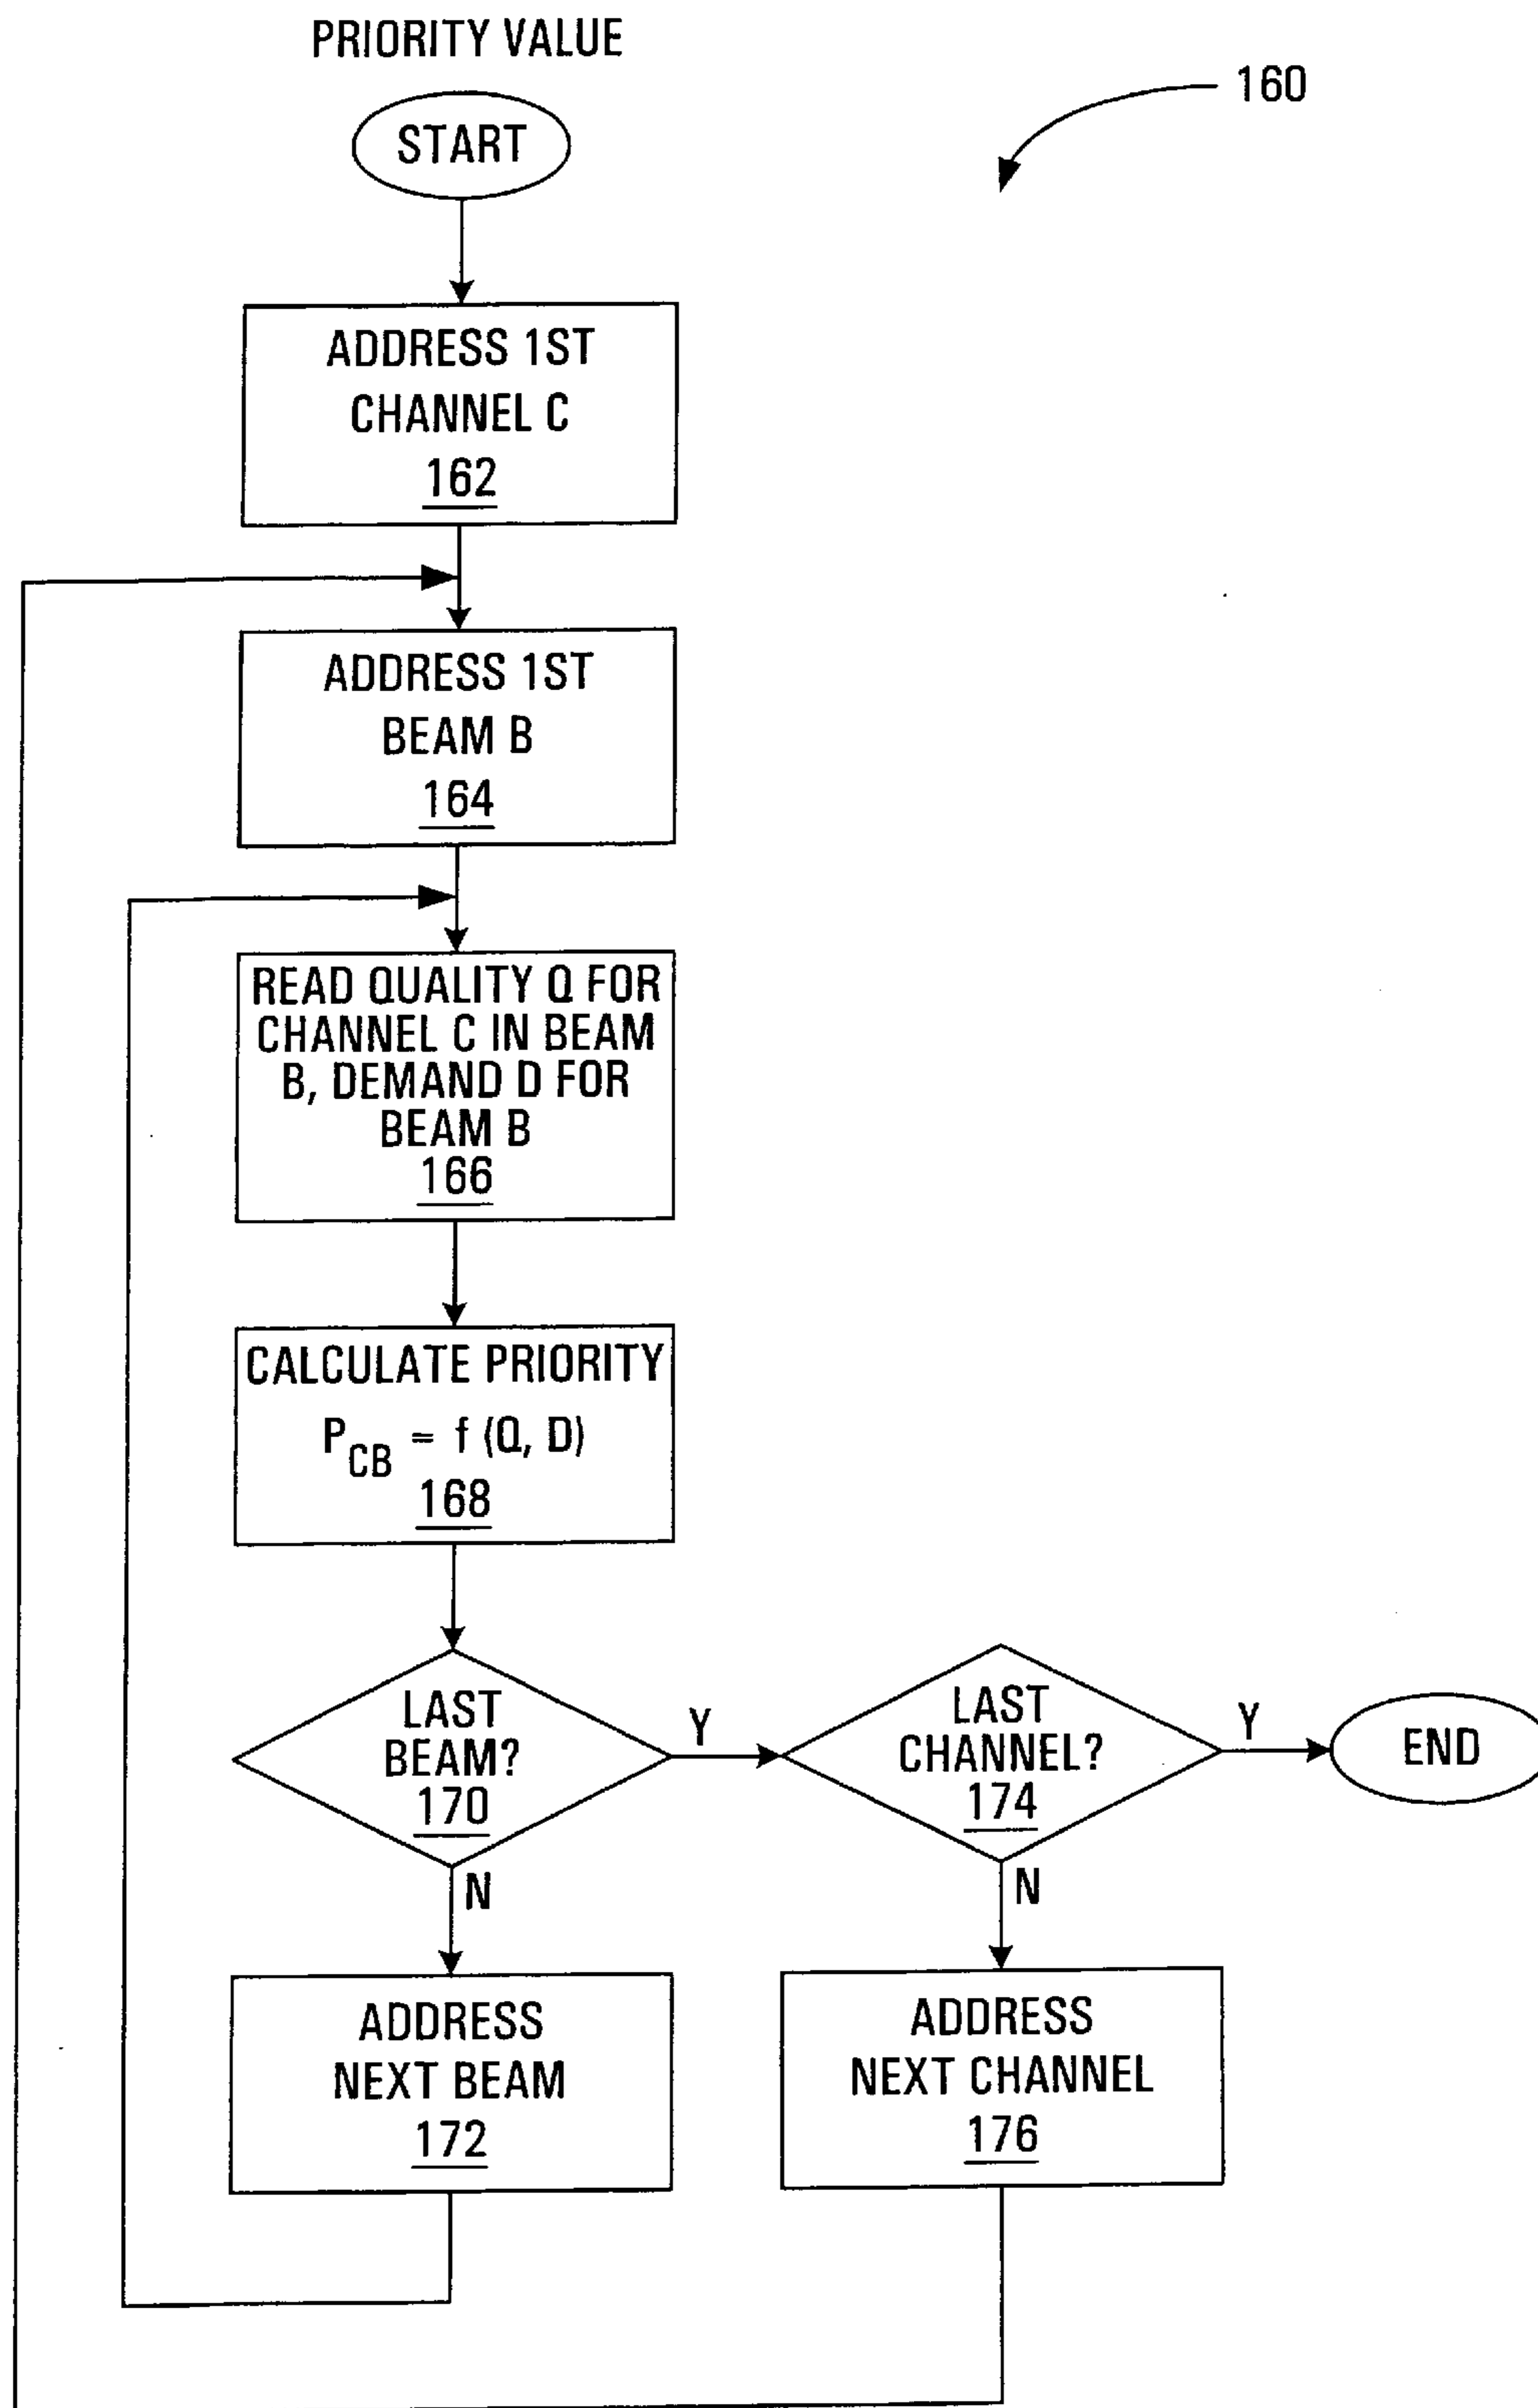 PRIORITY VALUE
160
START
ADDRESS 1ST
CHANNEL C
162
ADDRESS 1ST
BEAM B
164
READ QUALITY Q FOR
CHANNEL C IN BEAM
B, DEMAND D FOR
BEAM B
166
CALCULATE PRIORITY
P_CB = f (Q, D)
168
LAST
BEAM?
170
Y
LAST
CHANNEL?
174
Y
END
N
N
ADDRESS
NEXT BEAM
172
ADDRESS
NEXT CHANNEL
176